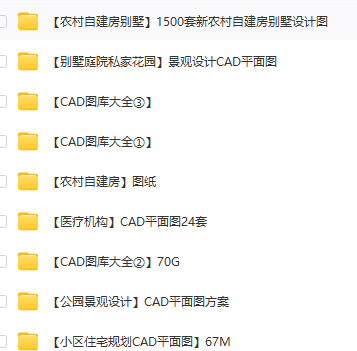 【农村自建房别墅】1500套新农村自建房别墅设计图
【别墅庭院私家花园】景观设计CAD平面图
【CAD图库大全③】
【CAD图库大全①】
【农村自建房】图纸
【医疗机构】CAD平面图24套
【CAD图库大全②】70G
【公园景观设计】CAD平面图方案
【小区住宅规划CAD平面图】67M